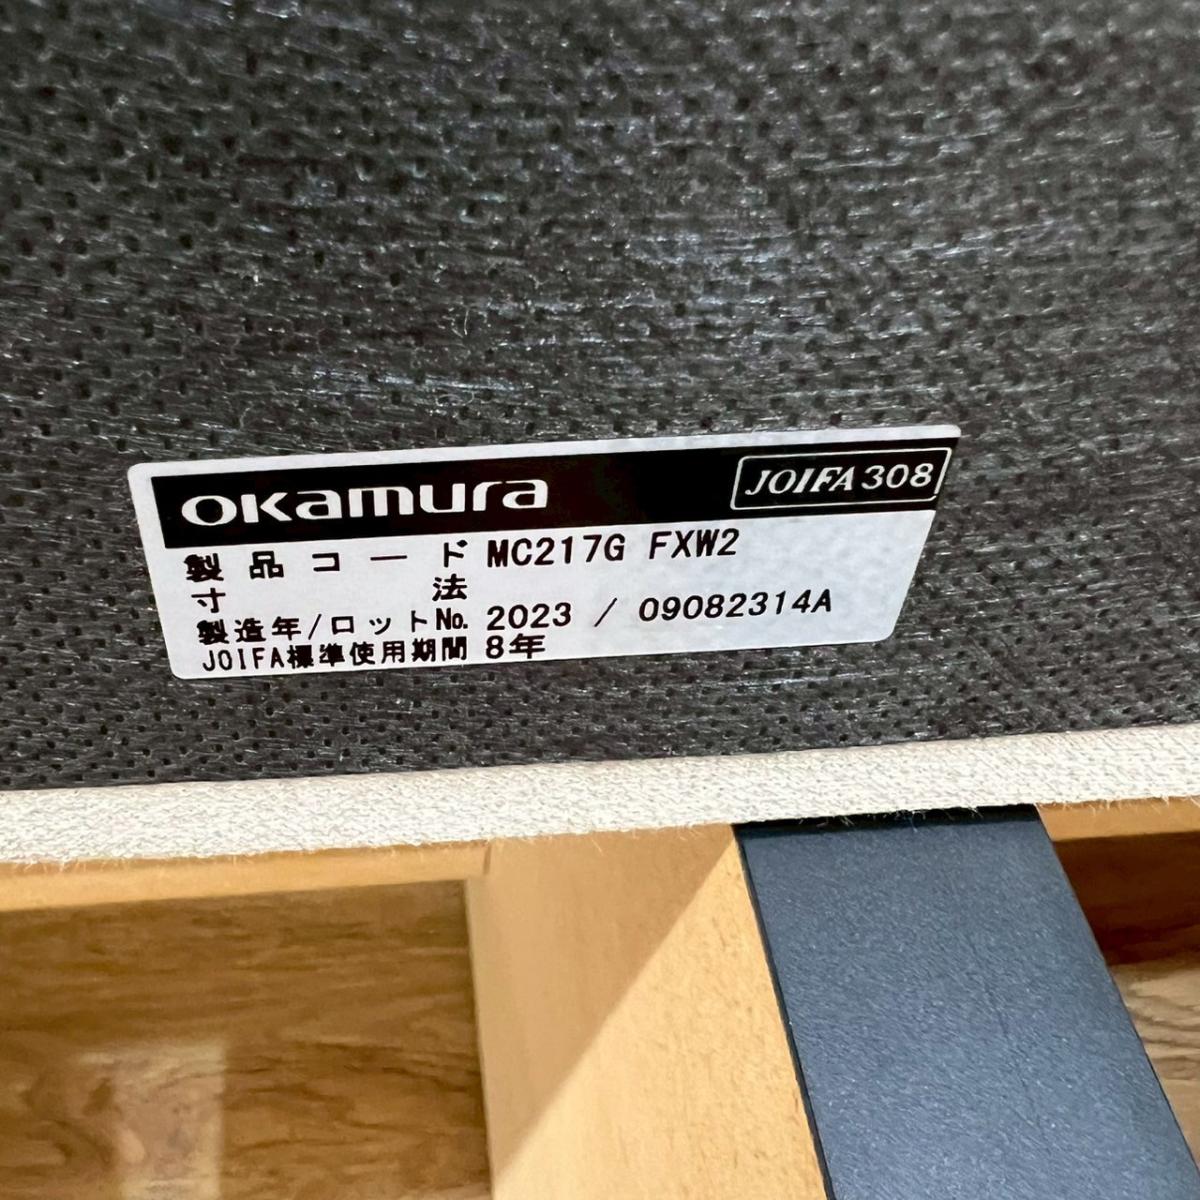 okamura JOIFA 308
製品コード MC217G FXW2
寸法
製造年/ロットNo. 2023 / 09082314A
JOIFA標準使用期間 8年